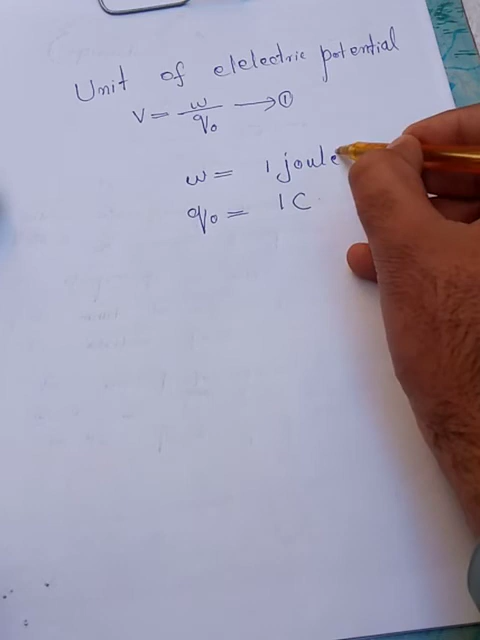 Unit of elelectric potential
V = w/q₀ → ①
w = 1 joule
q₀ = 1 C